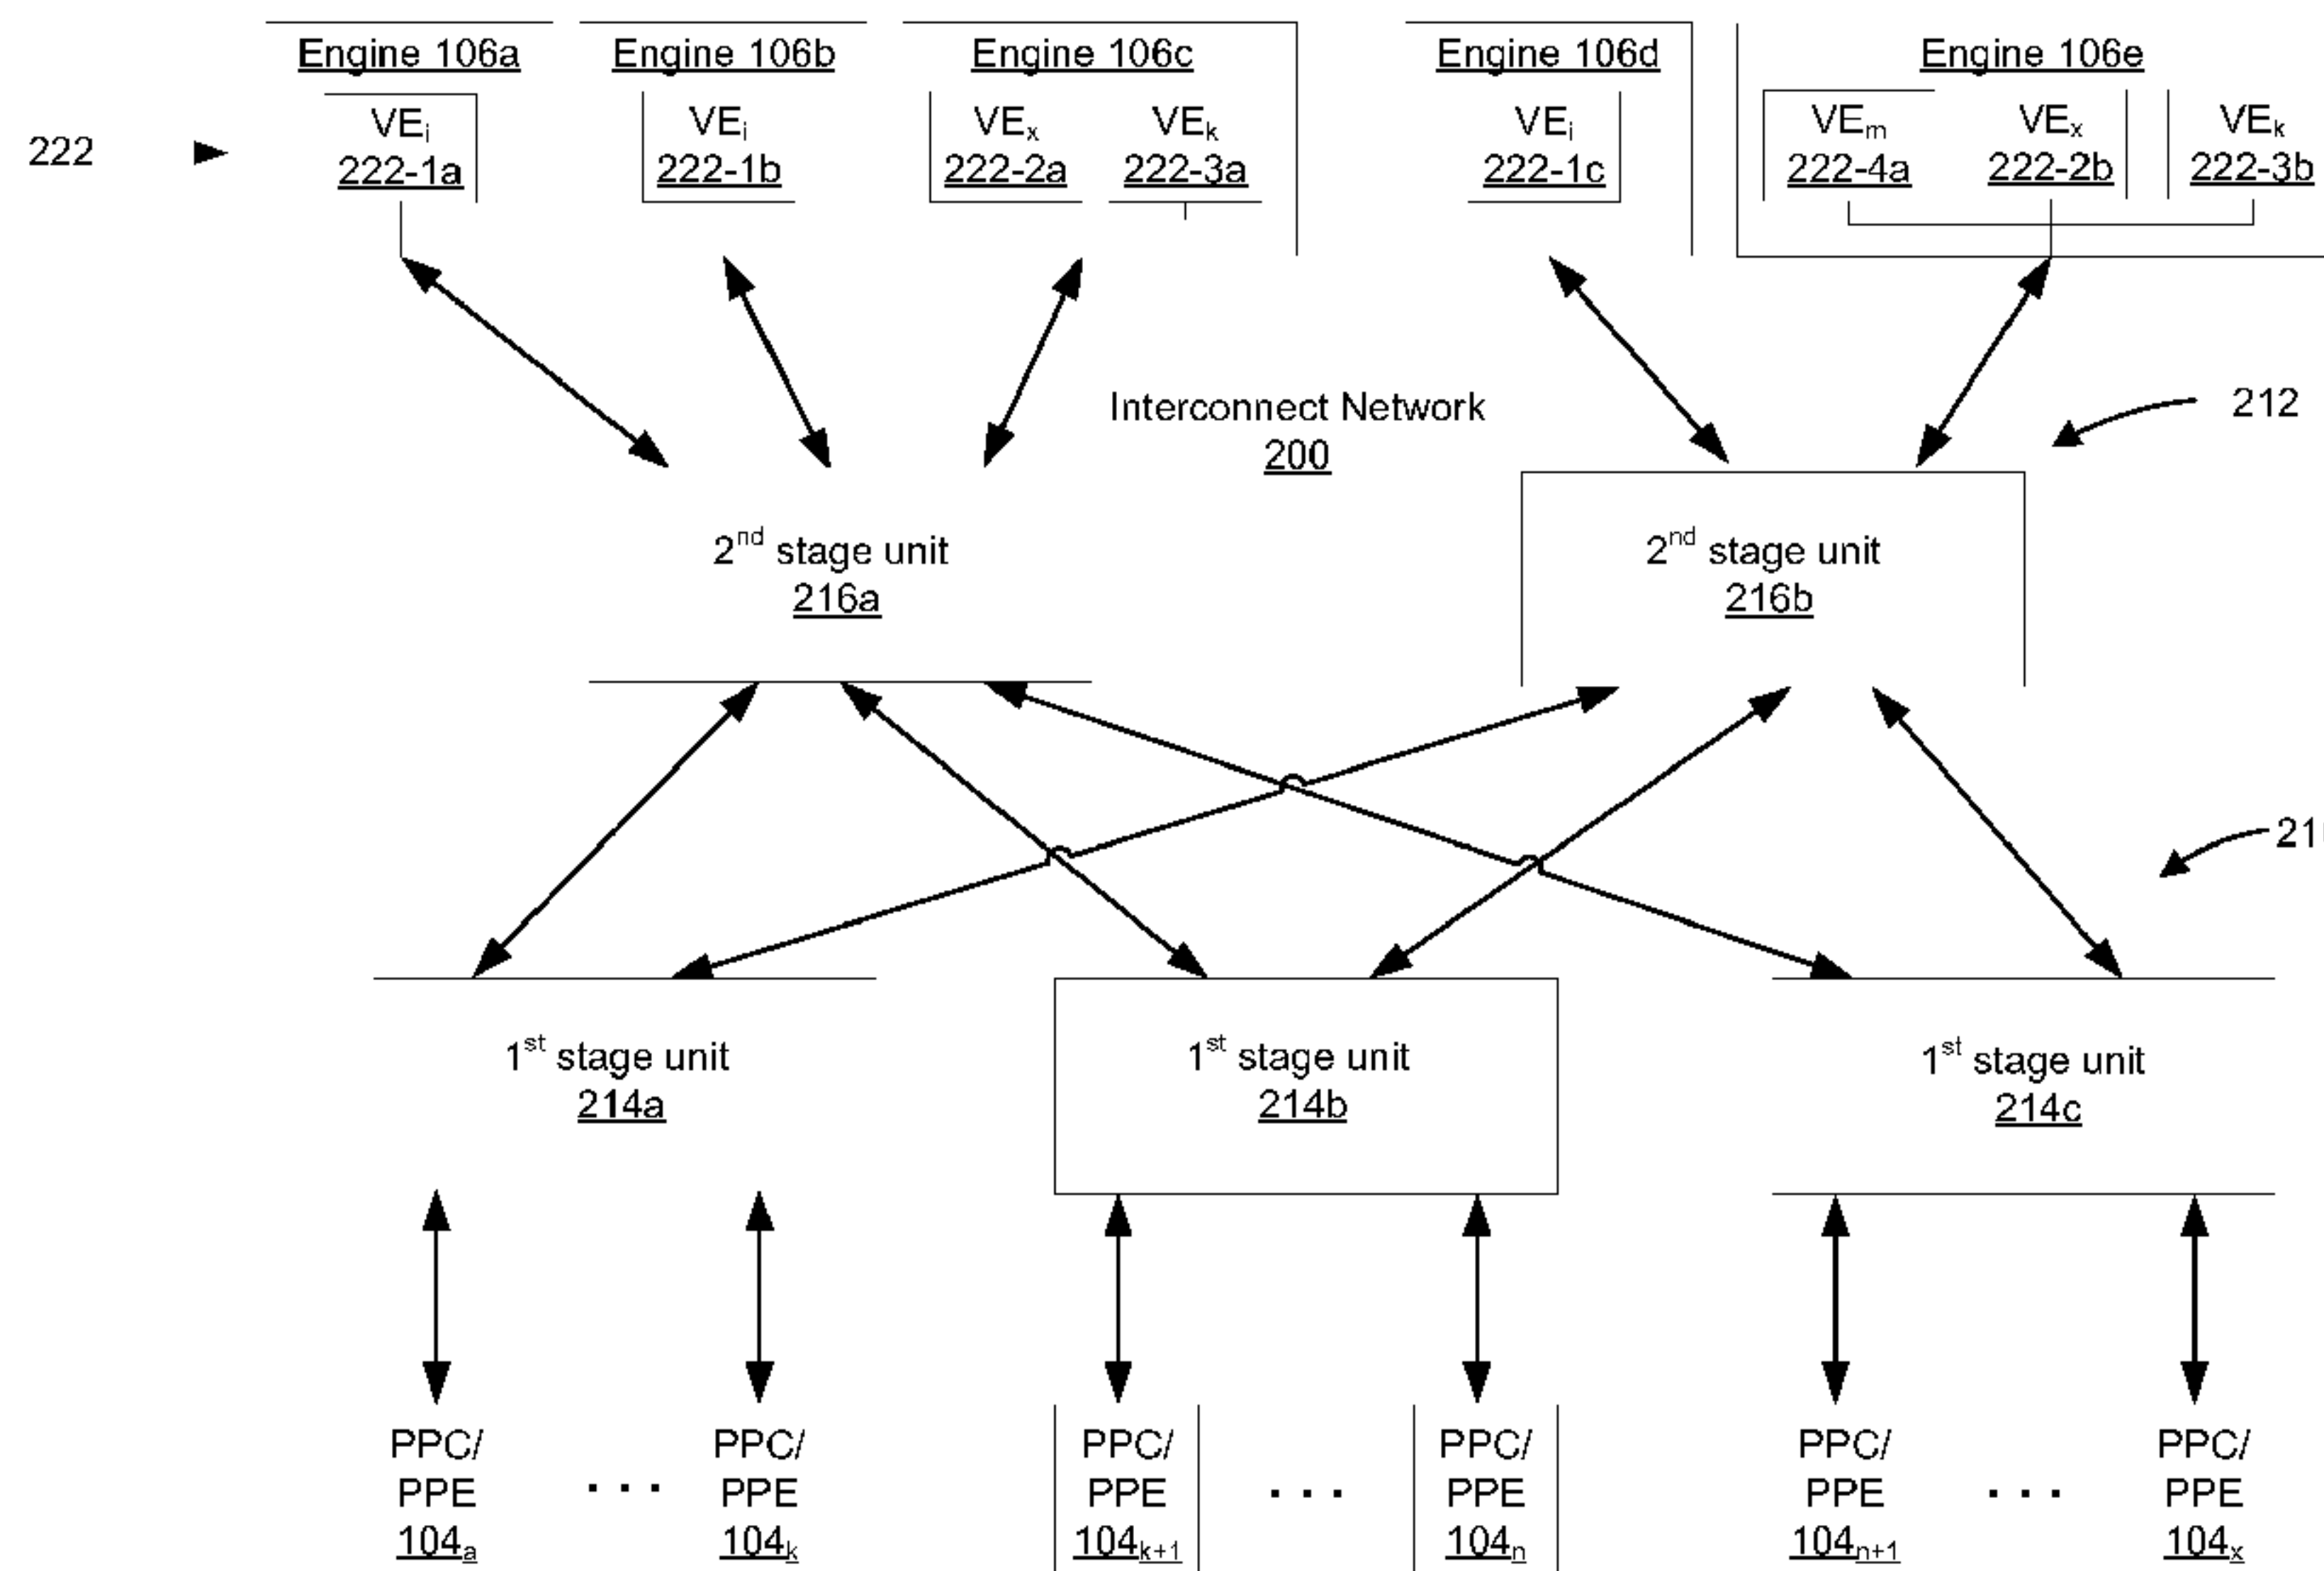 Engine 106a Engine 106b Engine 106c Engine 106d Engine 106e
222
VEi VEi VEx VEk VEi VEm VEx VEk
222-1a 222-1b 222-2a 222-3a 222-1c 222-4a 222-2b 222-3b
Interconnect Network
200
212
2nd stage unit
216a
2nd stage unit
216b
1st stage unit
214a
1st stage unit
214b
1st stage unit
214c
PPC/
PPE
104a
. . .
PPC/
PPE
104k
PPC/
PPE
104k+1
. . .
PPC/
PPE
104n
PPC/
PPE
104n+1
. . .
PPC/
PPE
104x